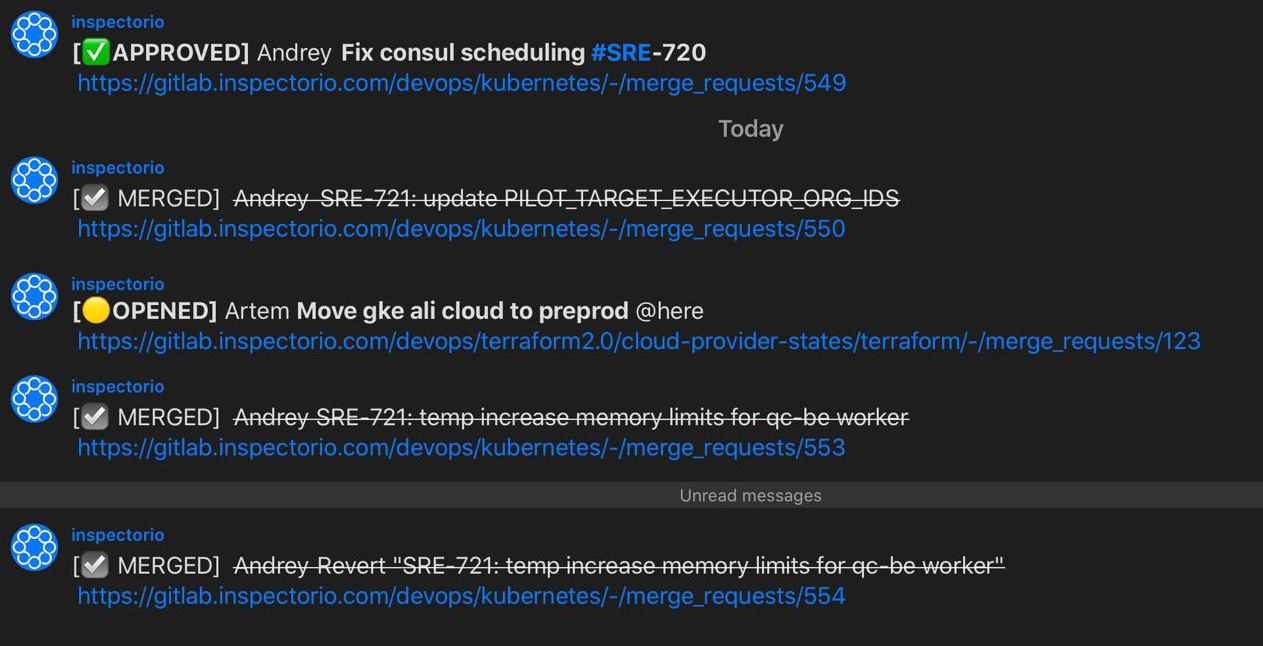 inspectorio
[✅APPROVED] Andrey Fix consul scheduling #SRE-720
https://gitlab.inspectorio.com/devops/kubernetes/-/merge_requests/549
Today
inspectorio
[☑️ MERGED] Andrey SRE-721: update PILOT_TARGET_EXECUTOR_ORG_IDS
https://gitlab.inspectorio.com/devops/kubernetes/-/merge_requests/550
inspectorio
[🟡OPENED] Artem Move gke ali cloud to preprod @here
https://gitlab.inspectorio.com/devops/terraform2.0/cloud-provider-states/terraform/-/merge_requests/123
inspectorio
[☑️ MERGED] Andrey SRE-721: temp increase memory limits for qc-be worker
https://gitlab.inspectorio.com/devops/kubernetes/-/merge_requests/553
Unread messages
inspectorio
[☑️ MERGED] Andrey Revert "SRE-721: temp increase memory limits for qc-be worker"
https://gitlab.inspectorio.com/devops/kubernetes/-/merge_requests/554